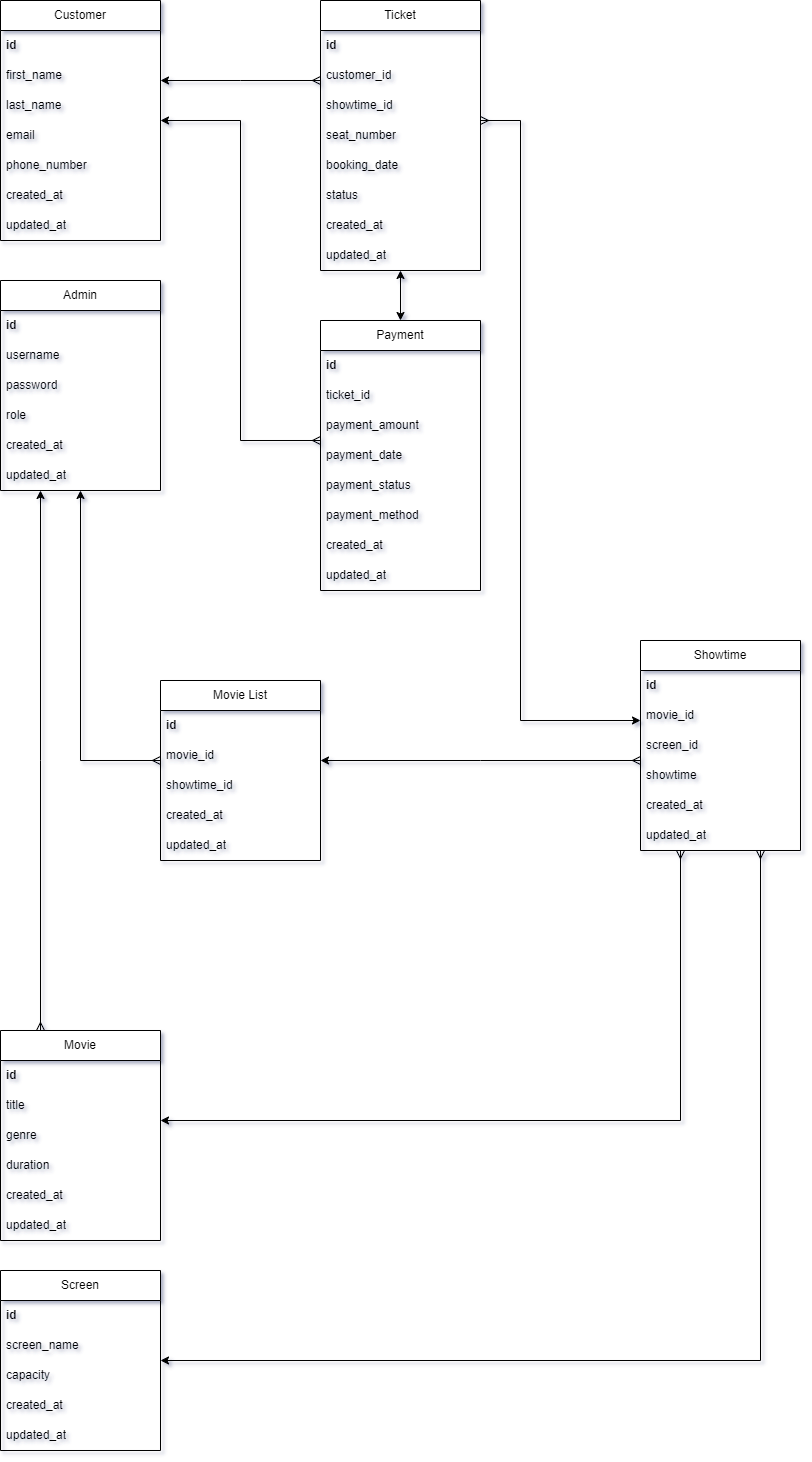 Customer
id
first_name
last_name
email
phone_number
created_at
updated_at
Ticket
id
customer_id
showtime_id
seat_number
booking_date
status
created_at
updated_at
Admin
id
username
password
role
created_at
updated_at
Payment
id
ticket_id
payment_amount
payment_date
payment_status
payment_method
created_at
updated_at
Movie List
id
movie_id
showtime_id
created_at
updated_at
Showtime
id
movie_id
screen_id
showtime
created_at
updated_at
Movie
id
title
genre
duration
created_at
updated_at
Screen
id
screen_name
capacity
created_at
updated_at